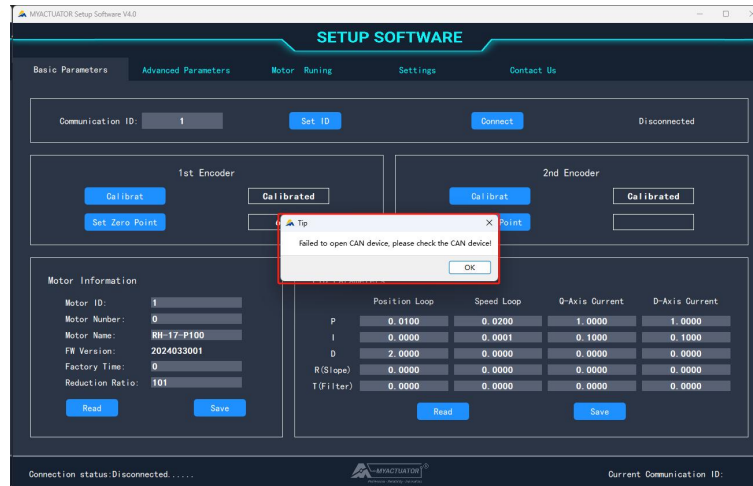 MYACTUATOR Setup Software V4.0
SETUP SOFTWARE
Basic Parameters Advanced Parameters Motor Runing Settings Contact Us
Communication ID: 1 Set ID Connect Disconnected
1st Encoder
Calibrat Calibrated
Set Zero Point
2nd Encoder
Calibrat Calibrated
Point
Tip
Failed to open CAN device, please check the CAN device!
OK
Motor Information
Motor ID: 1
Motor Nunber: 0
Motor Name: RH-17-P100
FW Version: 2024033001
Factory Time: 0
Reduction Ratio: 101
Read Save
Position Loop Speed Loop Q-Axis Current D-Axis Current
P 0.0100 0.0200 1.0000 1.0000
I 0.0000 0.0001 0.1000 0.1000
D 2.0000 0.0000 0.0000 0.0000
R(Slope) 0.0000 0.0000 0.0000 0.0000
T(Filter) 0.0000 0.0000 0.0000 0.0000
Read Save
Connection status:Disconnected......
MYACTUATOR
Current Communication ID: